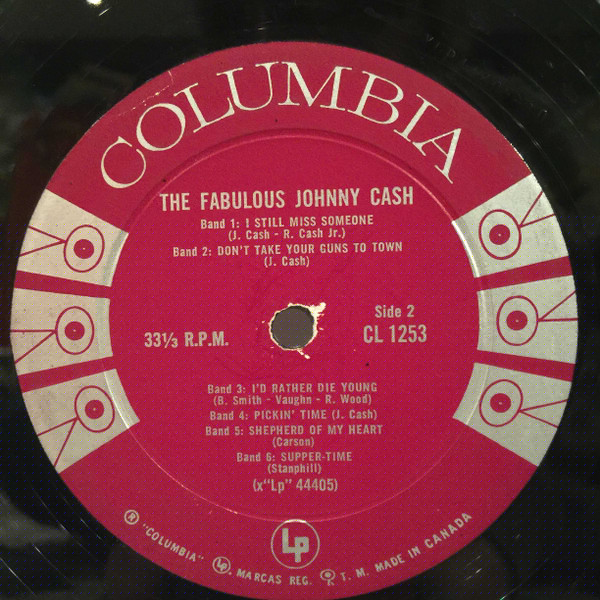 COLUMBIA
THE FABULOUS JOHNNY CASH
Band 1: I STILL MISS SOMEONE
(J. Cash - R. Cash Jr.)
Band 2: DON'T TAKE YOUR GUNS TO TOWN
(J. Cash)
33⅓ R.P.M.
Side 2
CL 1253
Band 3: I'D RATHER DIE YOUNG
(B. Smith - Vaughn - R. Wood)
Band 4: PICKIN' TIME (J. Cash)
Band 5: SHEPHERD OF MY HEART
(Carson)
Band 6: SUPPER-TIME
(Stanphill)
(x"Lp" 44405)
Lp
® "COLUMBIA" Lp. MARCAS REG. T. M. MADE IN CANADA